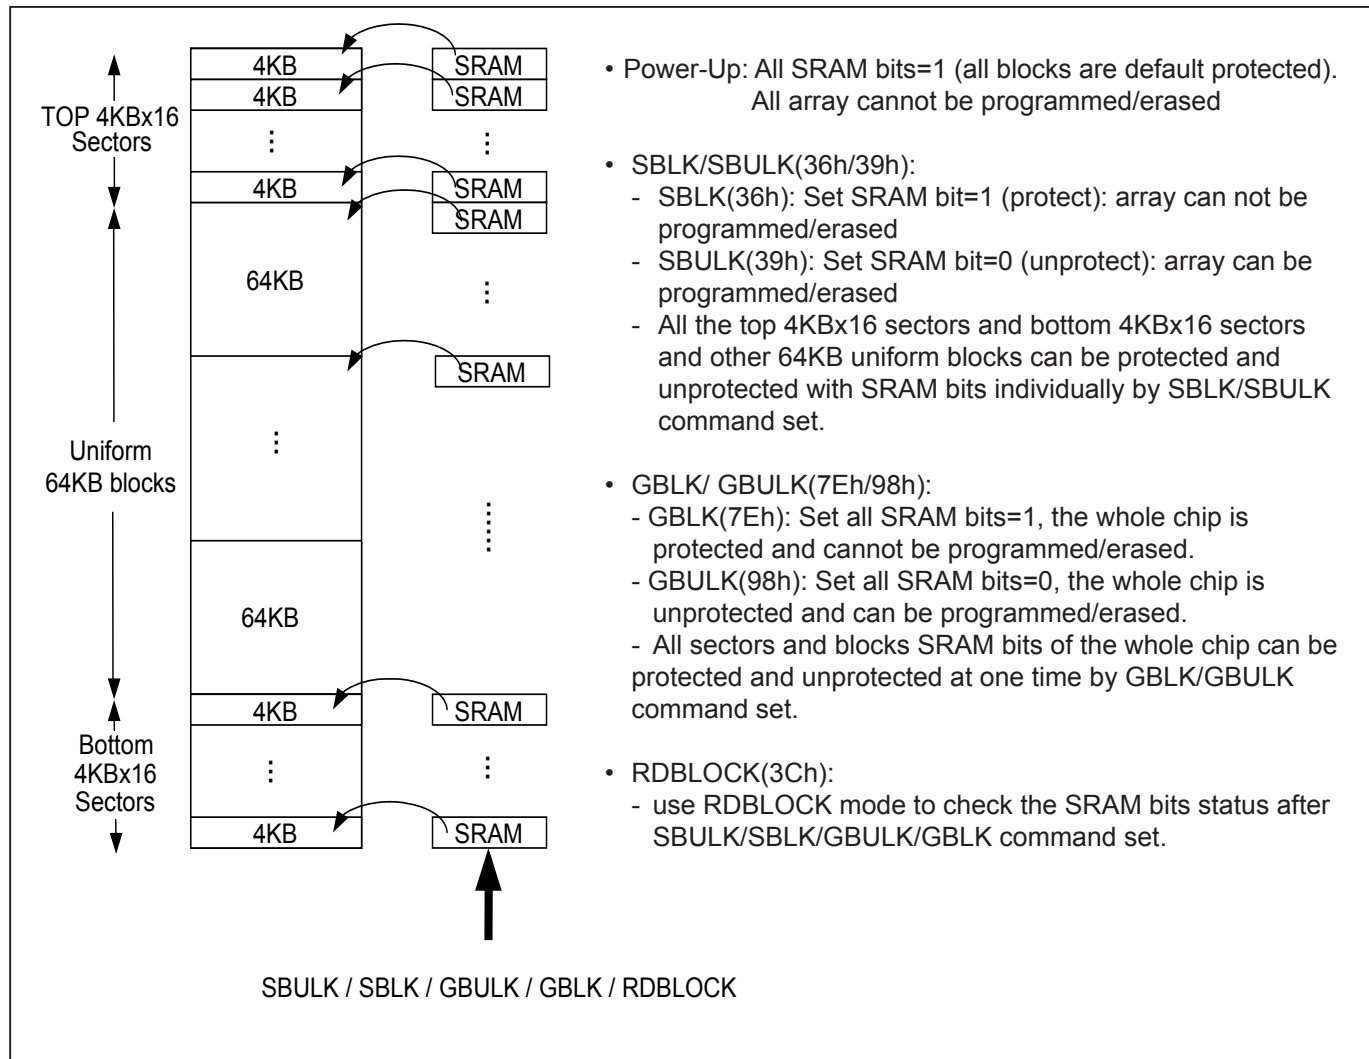 4KB
4KB
⋮
4KB
64KB
⋮
64KB
4KB
⋮
4KB
TOP 4KBx16
Sectors
Uniform
64KB blocks
Bottom
4KBx16
Sectors
SRAM
SRAM
⋮
SRAM
SRAM
⋮
SRAM
SRAM
⋮
SRAM
SBULK / SBLK / GBULK / GBLK / RDBLOCK
• Power-Up: All SRAM bits=1 (all blocks are default protected).
All array cannot be programmed/erased
• SBLK/SBULK(36h/39h):
- SBLK(36h): Set SRAM bit=1 (protect): array can not be
programmed/erased
- SBULK(39h): Set SRAM bit=0 (unprotect): array can be
programmed/erased
- All the top 4KBx16 sectors and bottom 4KBx16 sectors
and other 64KB uniform blocks can be protected and
unprotected with SRAM bits individually by SBLK/SBULK
command set.
• GBLK/ GBULK(7Eh/98h):
- GBLK(7Eh): Set all SRAM bits=1, the whole chip is
protected and cannot be programmed/erased.
- GBULK(98h): Set all SRAM bits=0, the whole chip is
unprotected and can be programmed/erased.
- All sectors and blocks SRAM bits of the whole chip can be
protected and unprotected at one time by GBLK/GBULK
command set.
• RDBLOCK(3Ch):
- use RDBLOCK mode to check the SRAM bits status after
SBULK/SBLK/GBULK/GBLK command set.